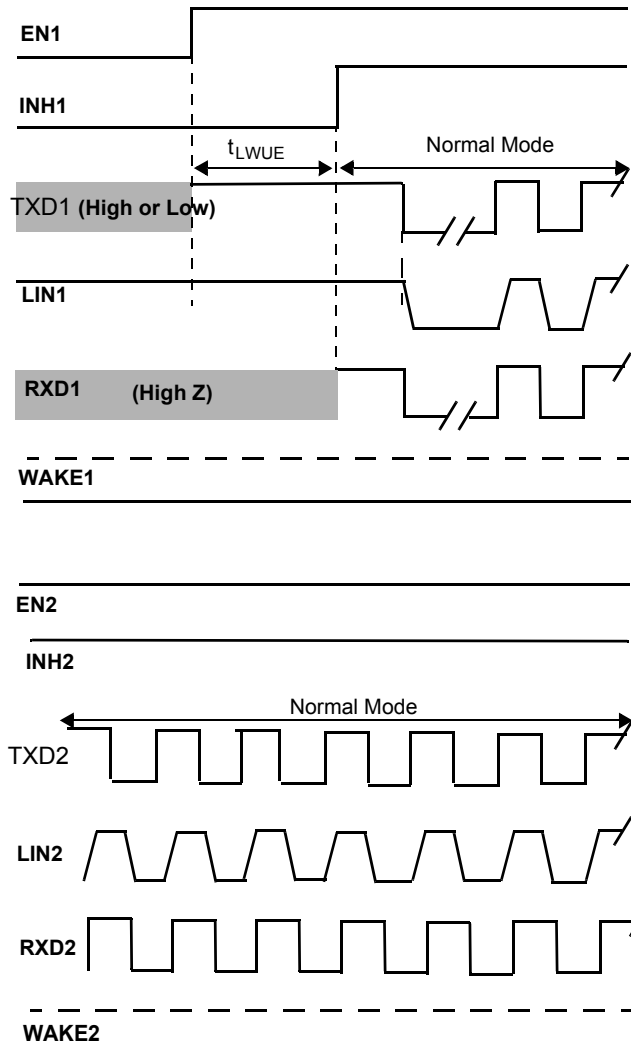 EN1
INH1
tLWUE
Normal Mode
TXD1 (High or Low)
LIN1
RXD1 (High Z)
WAKE1
EN2
INH2
Normal Mode
TXD2
LIN2
RXD2
WAKE2